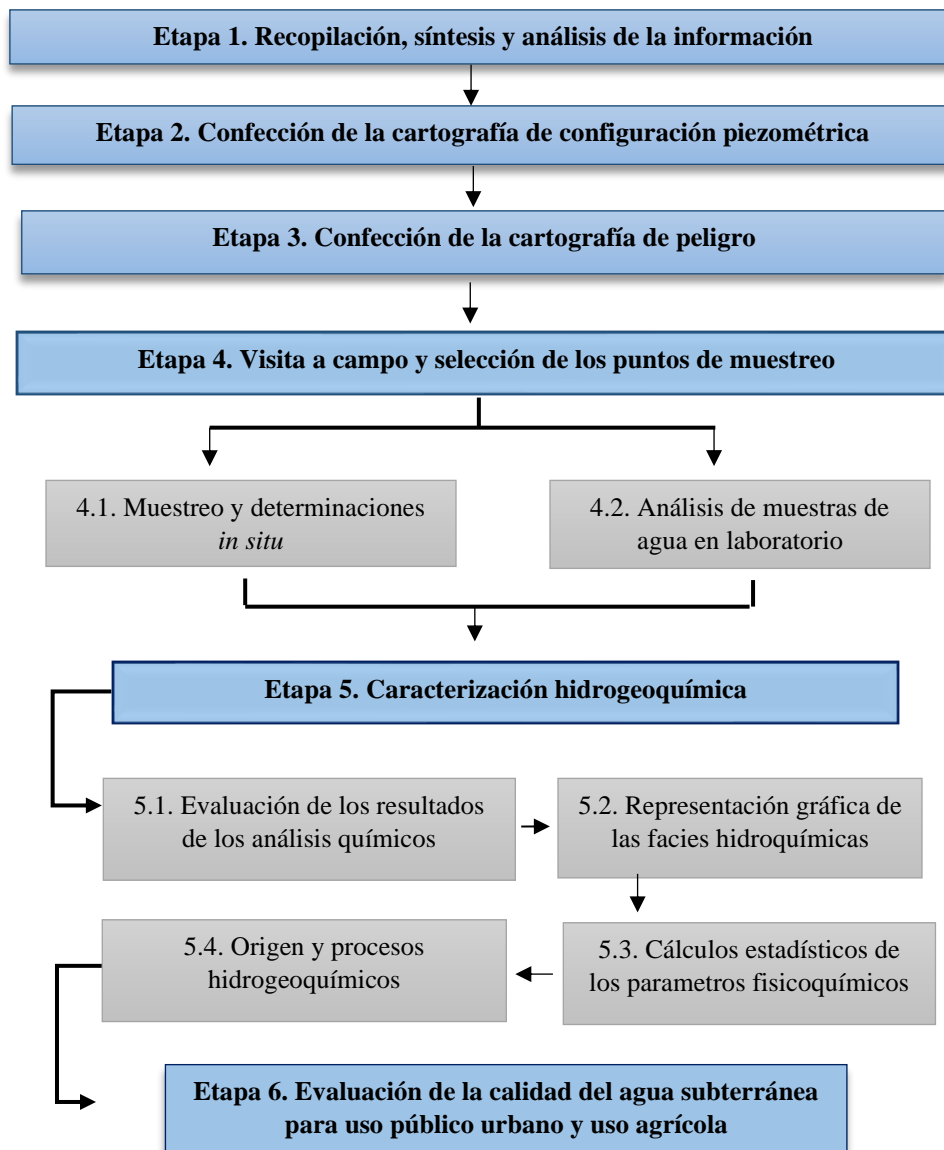 Etapa 1. Recopilación, síntesis y análisis de la información
Etapa 2. Confección de la cartografía de configuración piezométrica
Etapa 3. Confección de la cartografía de peligro
Etapa 4. Visita a campo y selección de los puntos de muestreo
4.1. Muestreo y determinaciones
in situ
4.2. Análisis de muestras de
agua en laboratorio
Etapa 5. Caracterización hidrogeoquímica
5.1. Evaluación de los resultados
de los análisis químicos
5.2. Representación gráfica de
las facies hidroquímicas
5.3. Cálculos estadísticos de
los parametros fisicoquímicos
5.4. Origen y procesos
hidrogeoquímicos
Etapa 6. Evaluación de la calidad del agua subterránea
para uso público urbano y uso agrícola